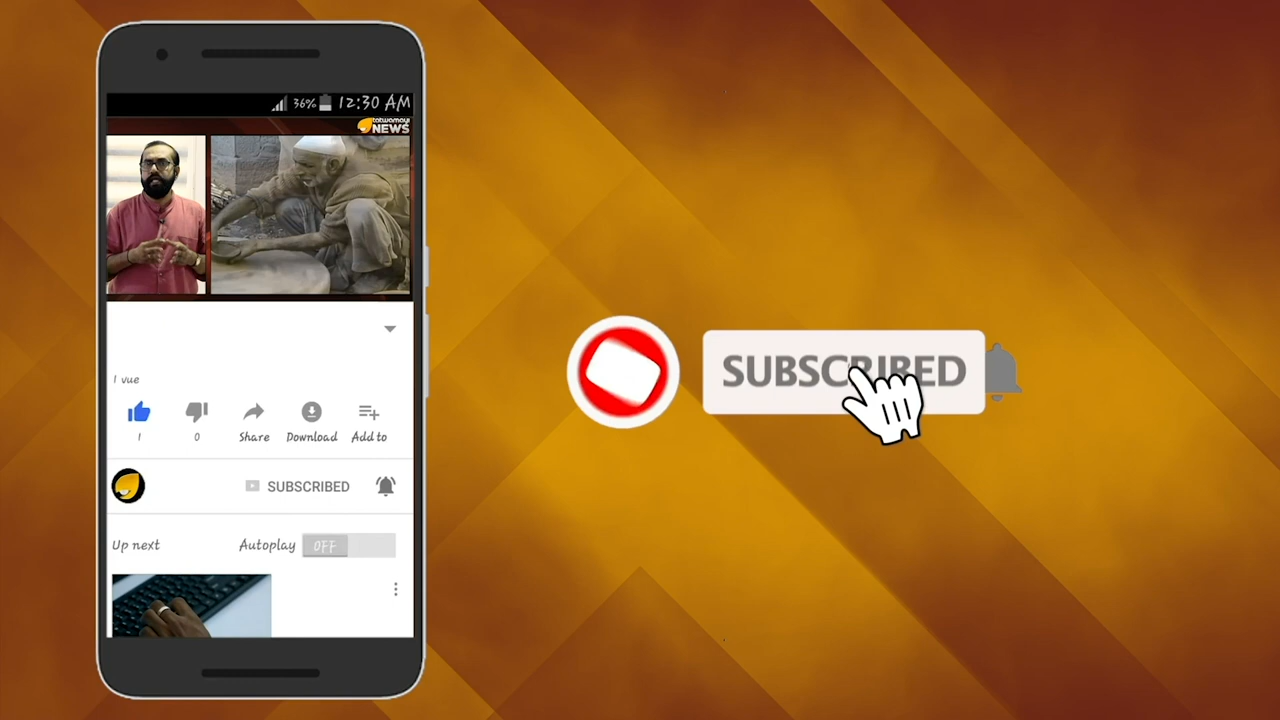 36% 12:30 AM
tatwamayi
NEWS
1 vue
1
0
Share
Download
Add to
SUBSCRIBED
Up next
Autoplay
OFF
SUBSCRIBED